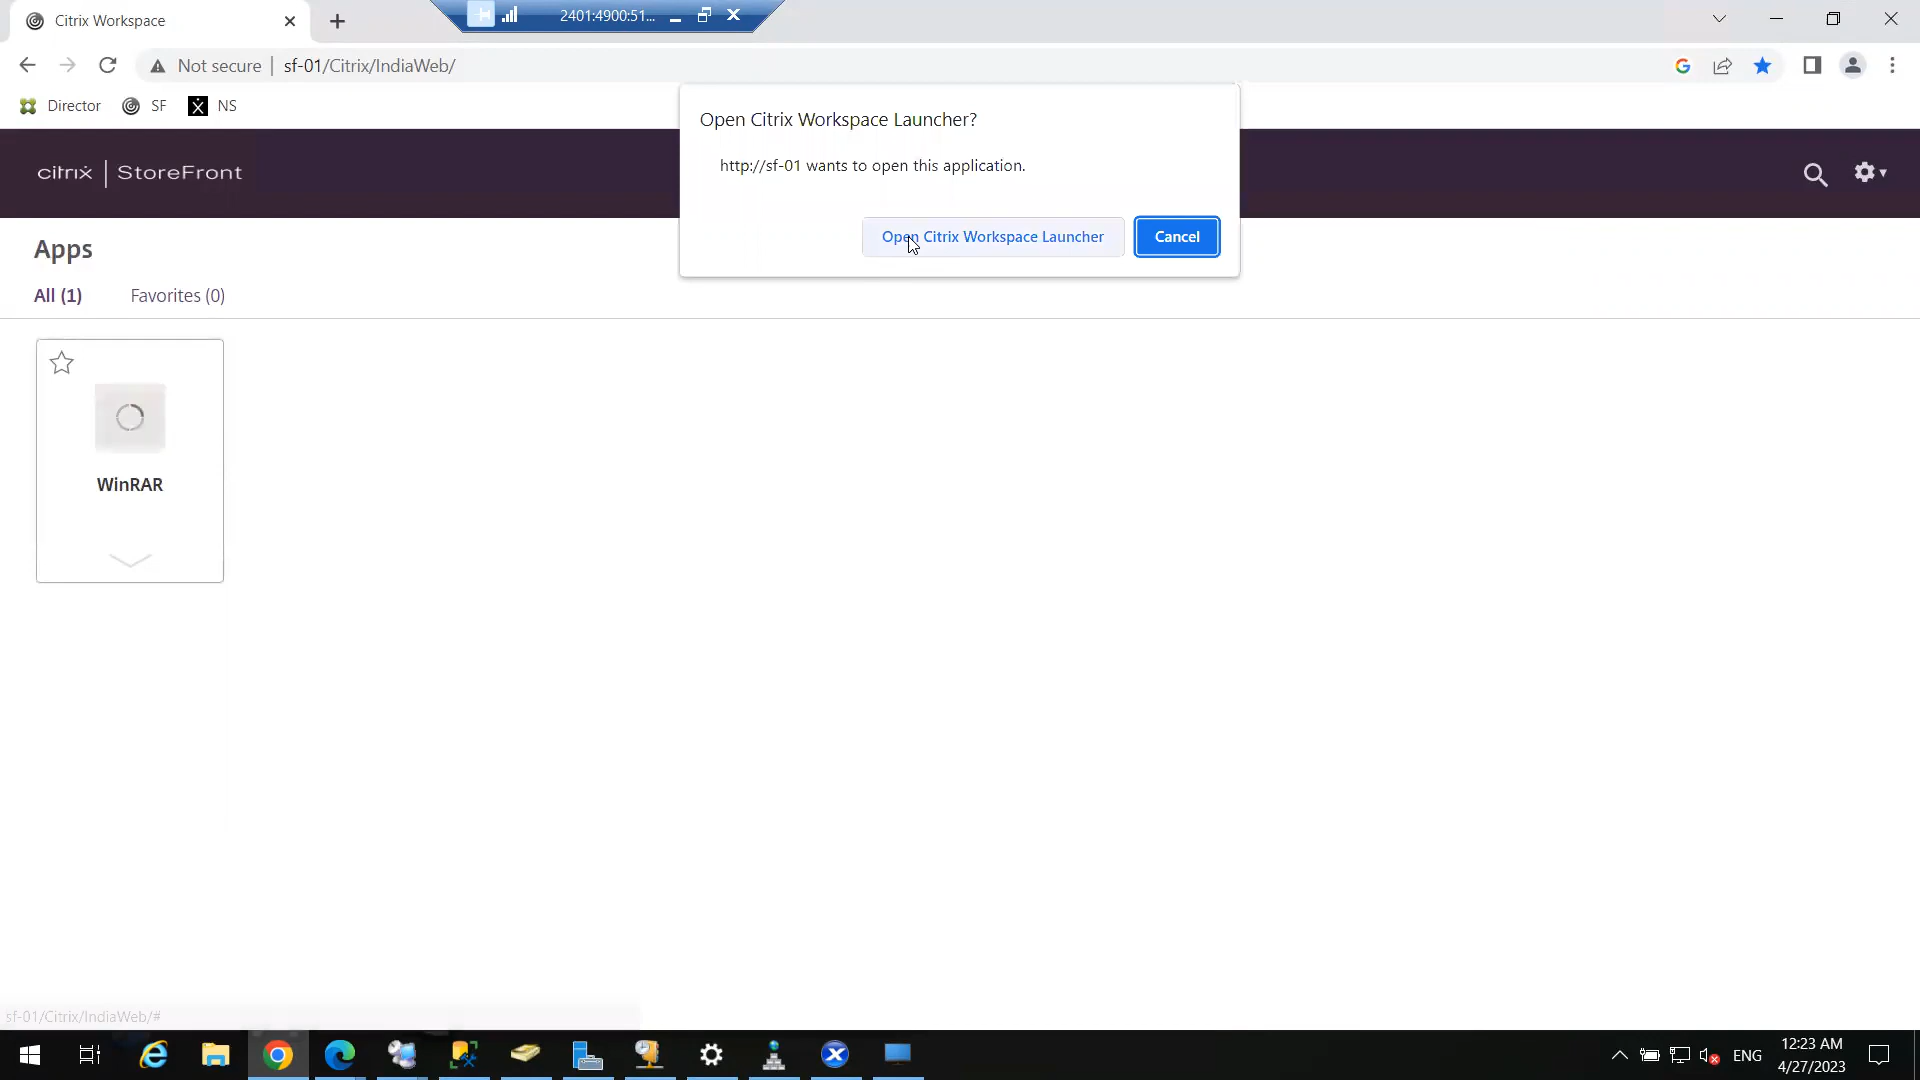 Citrix Workspace
2401:4900:51...
Not secure sf-01/Citrix/IndiaWeb/
Director SF NS
Open Citrix Workspace Launcher?
http://sf-01 wants to open this application.
Open Citrix Workspace Launcher Cancel
citrix StoreFront
Apps
All (1) Favorites (0)
WinRAR
sf-01/Citrix/IndiaWeb/#
ENG
12:23 AM
4/27/2023